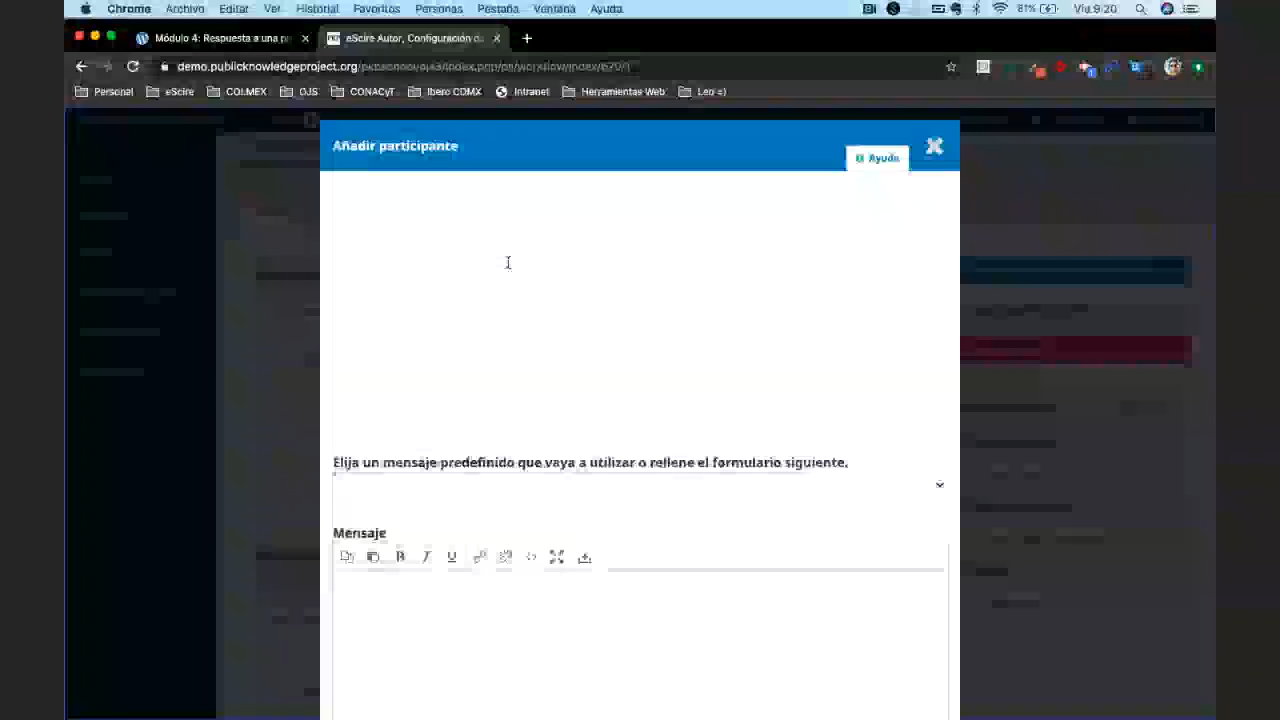 Chrome Archivo Editar Ver Historial Favoritos Personas Pestaña Ventana Ayuda 81% Vie 9:20
Módulo 4: Respuesta a una pr
eScire Autor, Configuración d
demo.publicknowledgeproject.org/
Personal eScire COLMEX OJS CONACyT Ibero CDMX Intranet Herramientas Web Leo =)
Añadir participante
Ayuda
Elija un mensaje predefinido que vaya a utilizar o rellene el formulario siguiente.
Mensaje
B I U